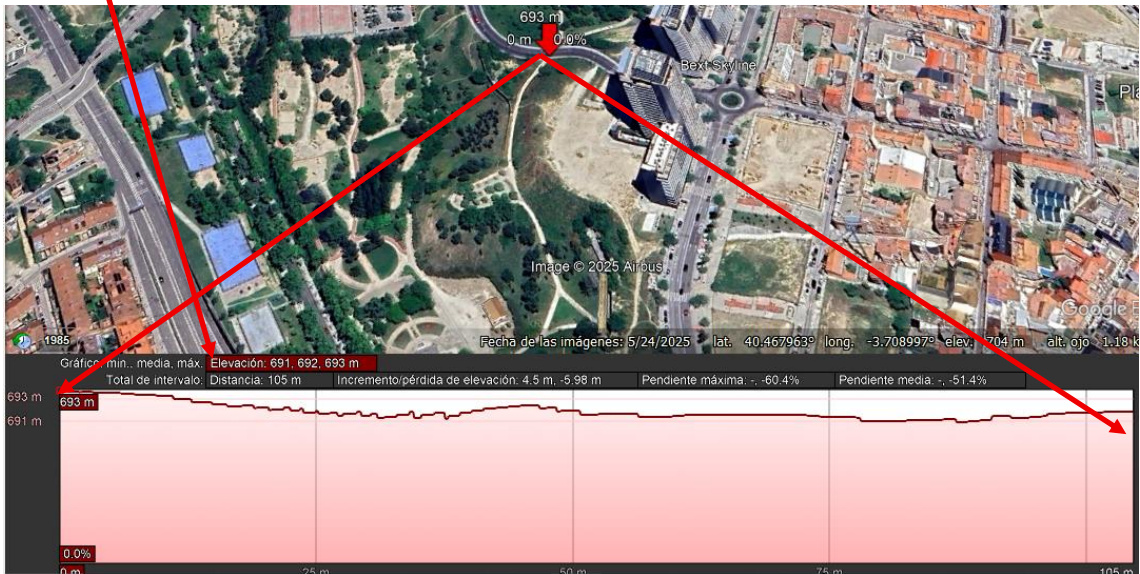 693 m
0 m 0.0%
Bext Skyline
Image © 2025 Airbus
Google
1985
Fecha de las imágenes: 5/24/2025 lat. 40.467963° long. -3.708997° elev. 704 m alt. ojo 1.18 k
Gráfico: mín., media, máx. Elevación: 691, 692, 693 m
Total de intervalo: Distancia: 105 m Incremento/pérdida de elevación: 4.5 m, -5.98 m Pendiente máxima: -, -60.4% Pendiente media: -, -51.4%
693 m
693 m
691 m
0.0%
0 m 25 m 50 m 75 m 105 m